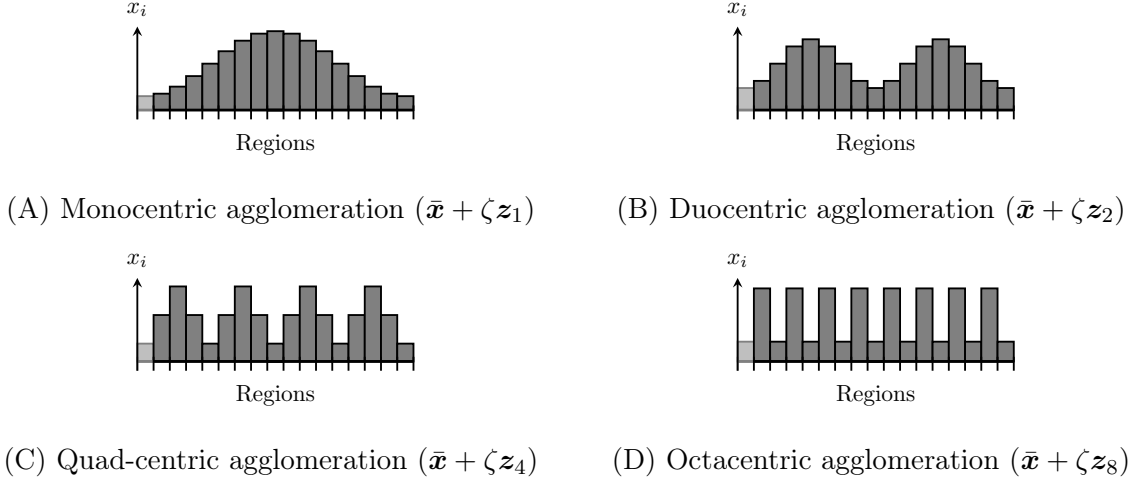 x_i
Regions
(A) Monocentric agglomeration (x̄ + ζz₁)
x_i
Regions
(B) Duocentric agglomeration (x̄ + ζz₂)
x_i
Regions
(C) Quad-centric agglomeration (x̄ + ζz₄)
x_i
Regions
(D) Octacentric agglomeration (x̄ + ζz₈)